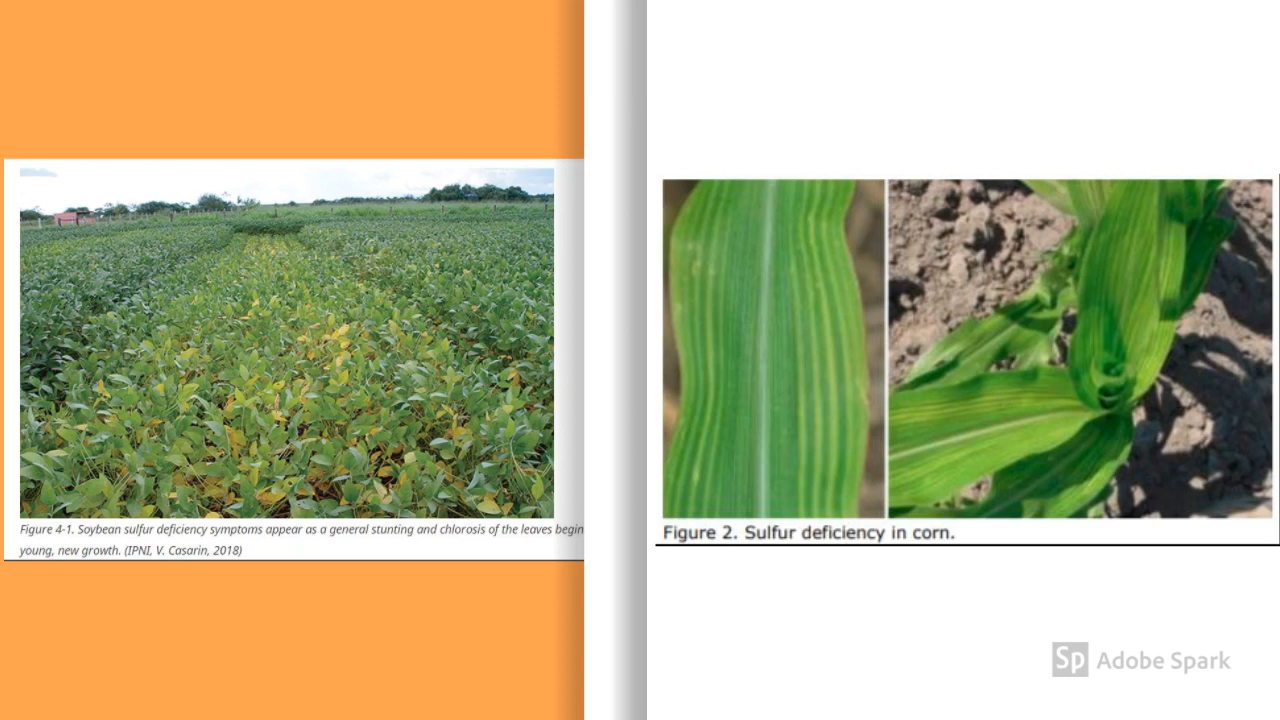 Figure 4-1. Soybean sulfur deficiency symptoms appear as a general stunting and chlorosis of the leaves begin
young, new growth. (IPNI, V. Casarin, 2018)
Figure 2. Sulfur deficiency in corn.
Sp Adobe Spark